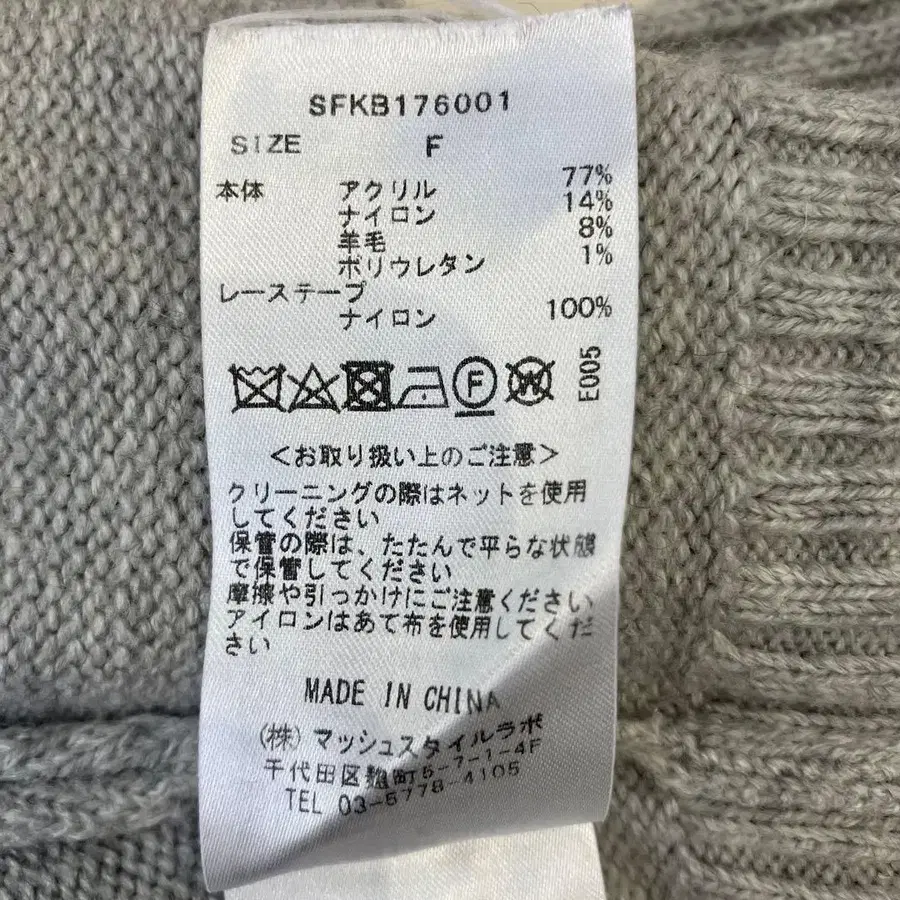 SFKB176001
SIZE F
本体 アクリル 77%
ナイロン 14%
羊毛 8%
ポリウレタン 1%
レーステープ
ナイロン 100%
F W E005
<お取り扱い上のご注意>
クリーニングの際はネットを使用
してください
保管の際は、たたんで平らな状態
で保管してください
摩擦や引っかけにご注意ください
アイロンはあて布を使用してくだ
さい
MADE IN CHINA
(株)マッシュスタイルラボ
千代田区麹町5-7-1-4F
TEL 03-5778-4105